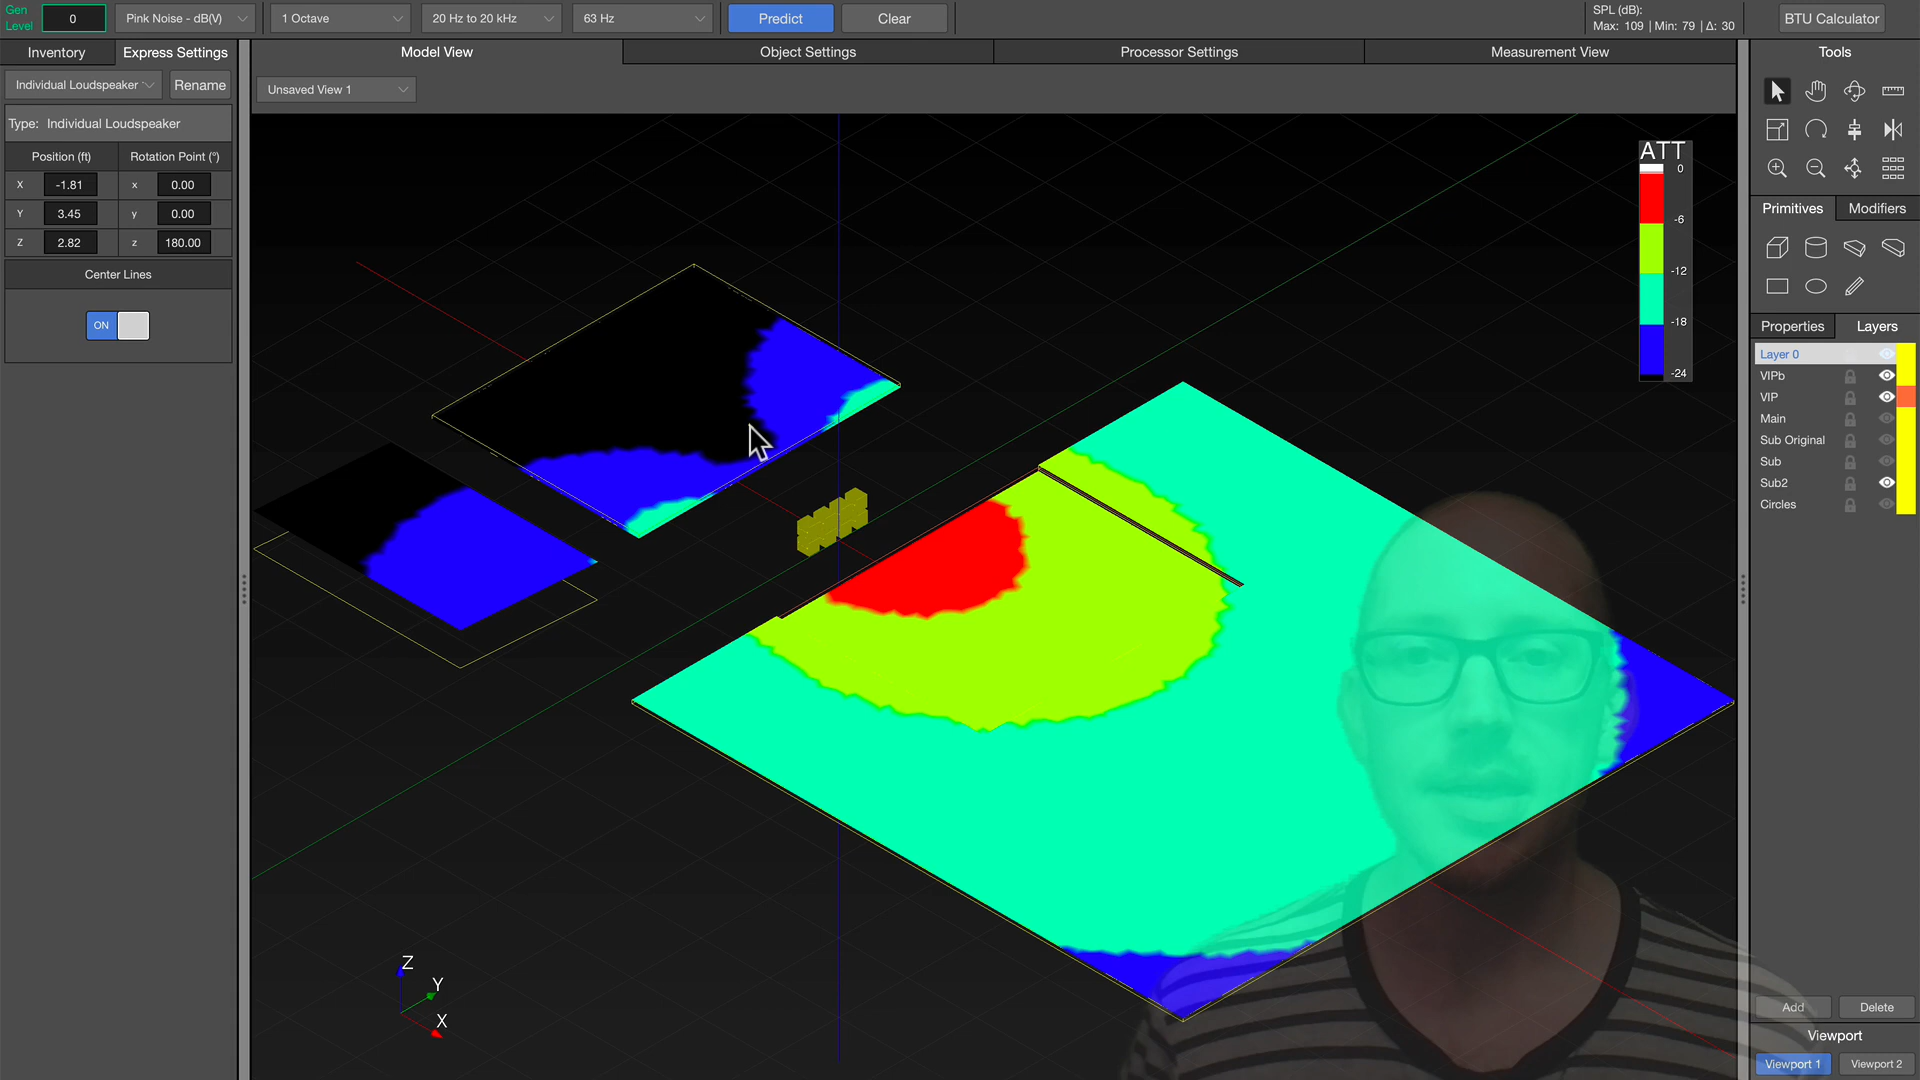 Gen
Level
0
Pink Noise - dB(V)
1 Octave
20 Hz to 20 kHz
63 Hz
Predict
Clear
SPL (dB):
Max: 109 | Min: 79 | Δ: 30
BTU Calculator
Inventory
Express Settings
Model View
Object Settings
Processor Settings
Measurement View
Tools
Individual Loudspeaker
Rename
Unsaved View 1
Type: Individual Loudspeaker
Position (ft)
Rotation Point (°)
X
-1.81
x
0.00
Y
3.45
y
0.00
Z
2.82
z
180.00
Center Lines
ON
ATT
0
-6
-12
-18
-24
Primitives
Modifiers
Properties
Layers
Layer 0
VIPb
VIP
Main
Sub Original
Sub
Sub2
Circles
Z
Y
X
Add
Delete
Viewport
Viewport 1
Viewport 2